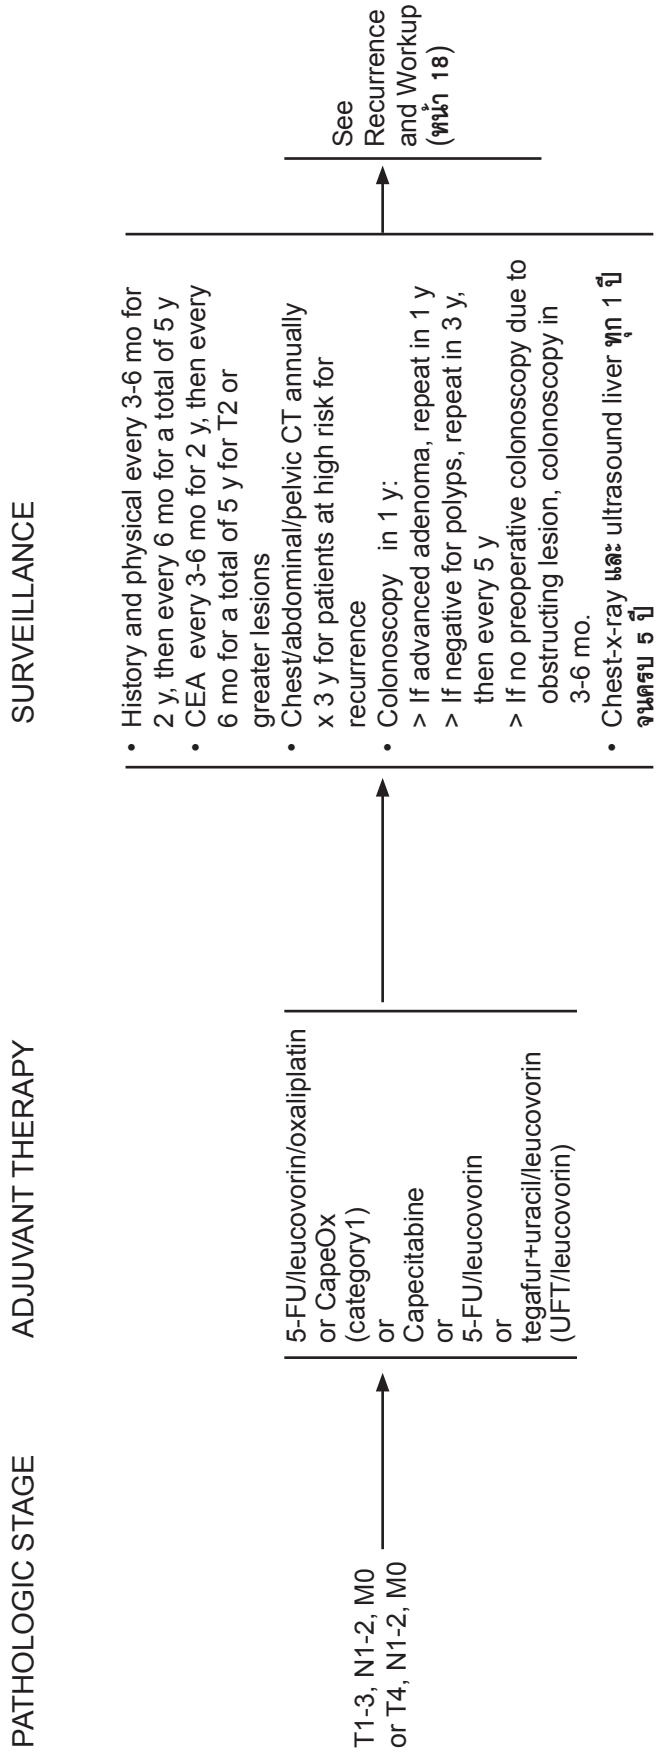 PATHOLOGIC STAGE
ADJUVANT THERAPY
SURVEILLANCE
T1-3, N1-2, M0
or T4, N1-2, M0
5-FU/leucovorin/oxaliplatin
or CapeOx
(category1)
or
Capecitabine
or
5-FU/leucovorin
or
tegafur+uracil/leucovorin
(UFT/leucovorin)
• History and physical every 3-6 mo for
2 y, then every 6 mo for a total of 5 y
• CEA every 3-6 mo for 2 y, then every
6 mo for a total of 5 y for T2 or
greater lesions
• Chest/abdominal/pelvic CT annually
x 3 y for patients at high risk for
recurrence
• Colonoscopy in 1 y:
> If advanced adenoma, repeat in 1 y
> If negative for polyps, repeat in 3 y,
then every 5 y
> If no preoperative colonoscopy due to
obstructing lesion, colonoscopy in
3-6 mo.
• Chest-x-ray และ ultrasound liver ทุก 1 ปี
จนครบ 5 ปี
See
Recurrence
and Workup
(หน้า 18)